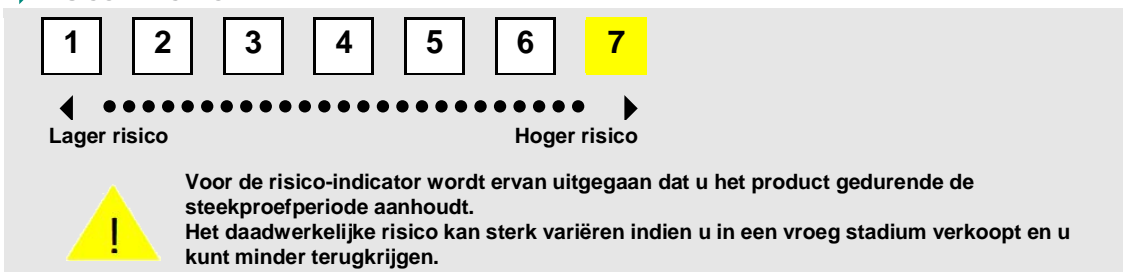 1 2 3 4 5 6 7
Lager risico Hoger risico
!
Voor de risico-indicator wordt ervan uitgegaan dat u het product gedurende de
steekproefperiode aanhoudt.
Het daadwerkelijke risico kan sterk variëren indien u in een vroeg stadium verkoopt en u
kunt minder terugkrijgen.